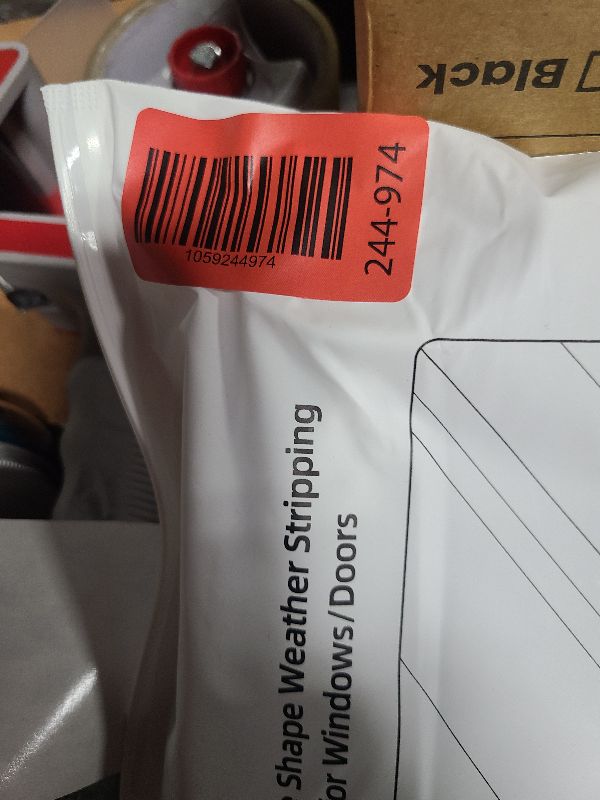 Black
1059244974
244-974
Shape Weather Stripping
Windows/Doors